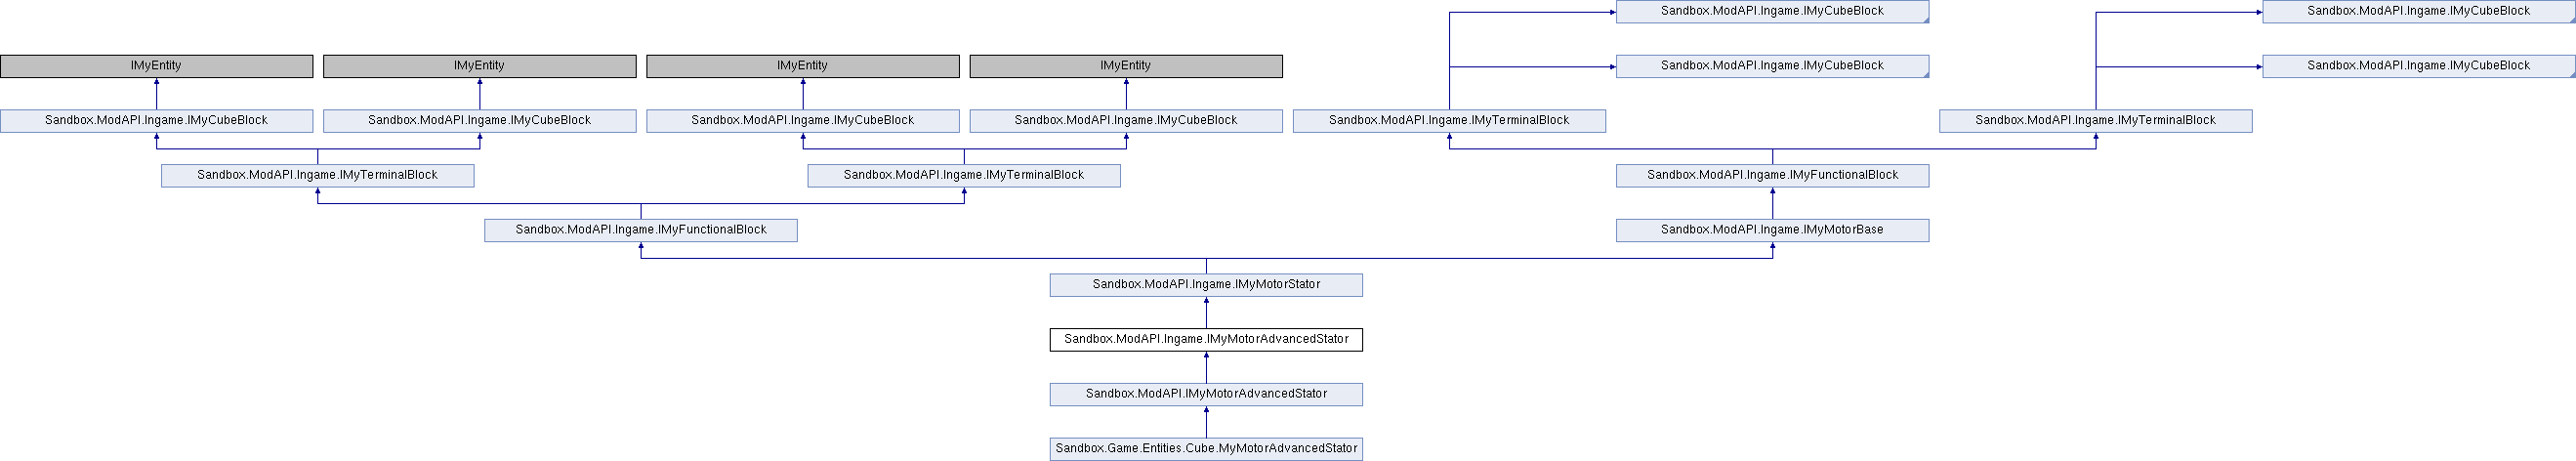 Sandbox.ModAPI.Ingame.IMyCubeBlock
Sandbox.ModAPI.Ingame.IMyCubeBlock
IMyEntity
IMyEntity
IMyEntity
IMyEntity
Sandbox.ModAPI.Ingame.IMyCubeBlock
Sandbox.ModAPI.Ingame.IMyCubeBlock
Sandbox.ModAPI.Ingame.IMyCubeBlock
Sandbox.ModAPI.Ingame.IMyCubeBlock
Sandbox.ModAPI.Ingame.IMyCubeBlock
Sandbox.ModAPI.Ingame.IMyCubeBlock
Sandbox.ModAPI.Ingame.IMyTerminalBlock
Sandbox.ModAPI.Ingame.IMyTerminalBlock
Sandbox.ModAPI.Ingame.IMyTerminalBlock
Sandbox.ModAPI.Ingame.IMyTerminalBlock
Sandbox.ModAPI.Ingame.IMyFunctionalBlock
Sandbox.ModAPI.Ingame.IMyFunctionalBlock
Sandbox.ModAPI.Ingame.IMyMotorBase
Sandbox.ModAPI.Ingame.IMyMotorStator
Sandbox.ModAPI.Ingame.IMyMotorAdvancedStator
Sandbox.ModAPI.IMyMotorAdvancedStator
Sandbox.Game.Entities.Cube.MyMotorAdvancedStator